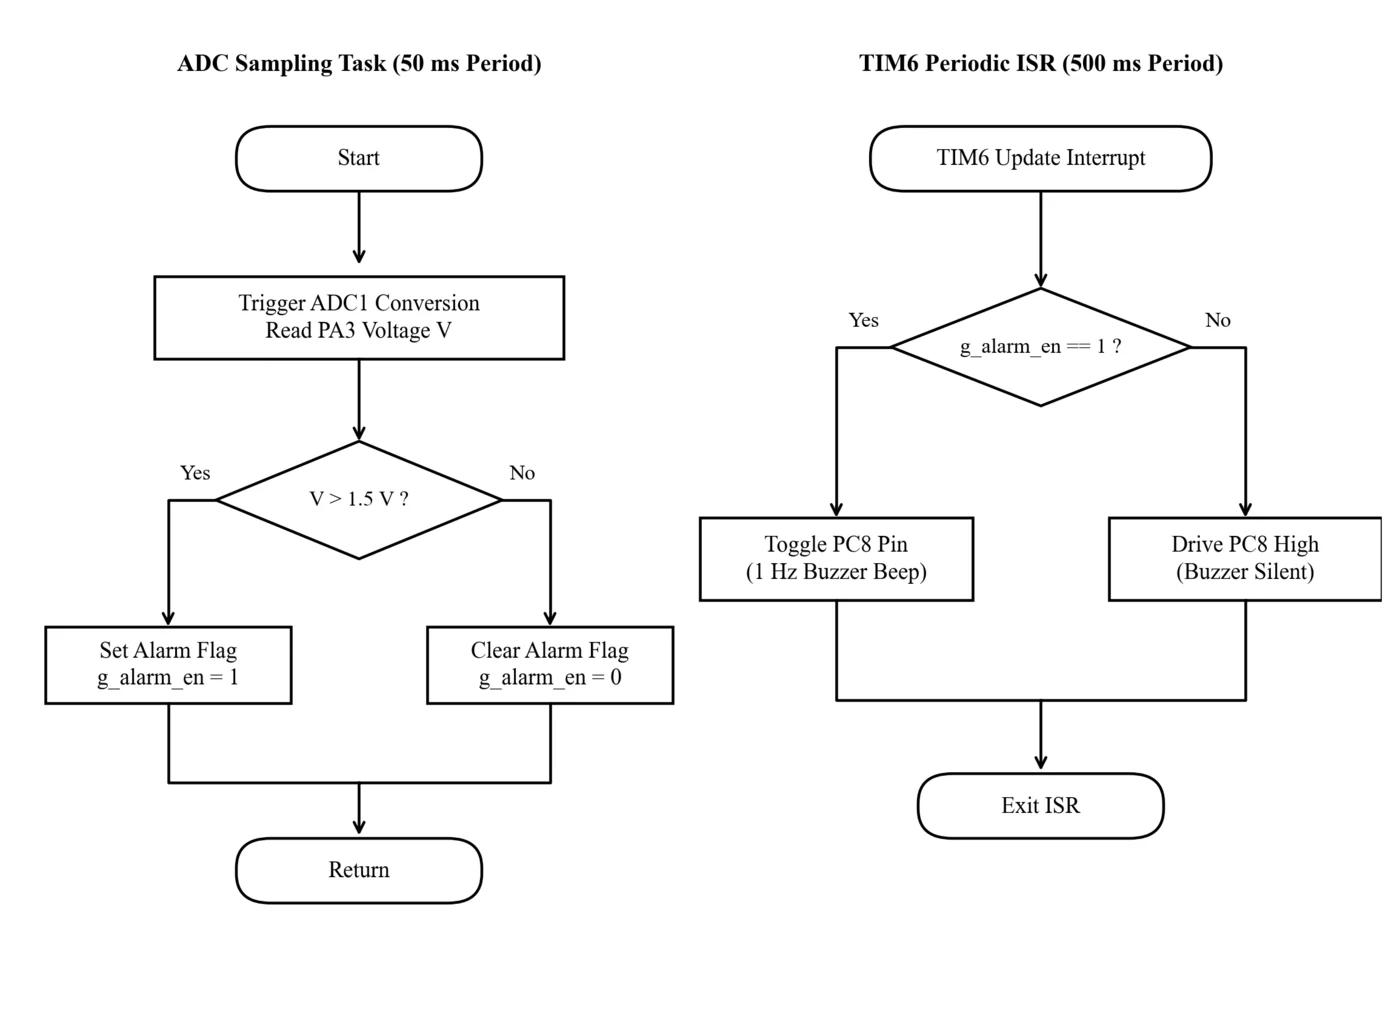 ADC Sampling Task (50 ms Period)
Start
Trigger ADC1 Conversion
Read PA3 Voltage V
V > 1.5 V ?
Yes
No
Set Alarm Flag
g_alarm_en = 1
Clear Alarm Flag
g_alarm_en = 0
Return
TIM6 Periodic ISR (500 ms Period)
TIM6 Update Interrupt
g_alarm_en == 1 ?
Yes
No
Toggle PC8 Pin
(1 Hz Buzzer Beep)
Drive PC8 High
(Buzzer Silent)
Exit ISR